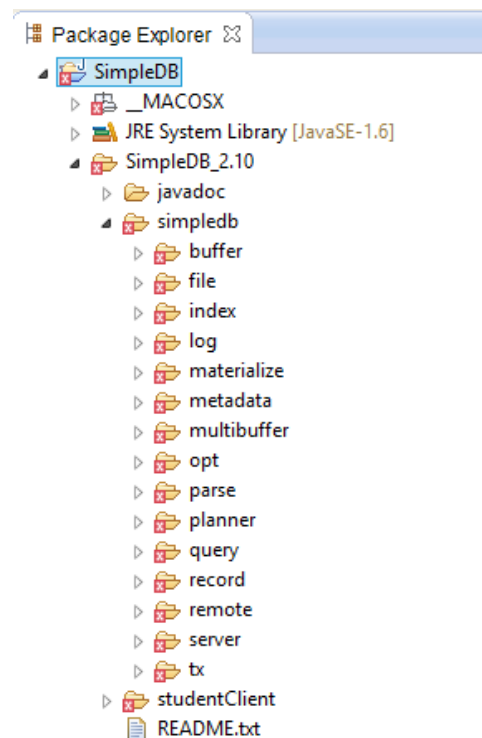 Package Explorer
SimpleDB
__MACOSX
JRE System Library [JavaSE-1.6]
SimpleDB_2.10
javadoc
simpledb
buffer
file
index
log
materialize
metadata
multibuffer
opt
parse
planner
query
record
remote
server
tx
studentClient
README.txt